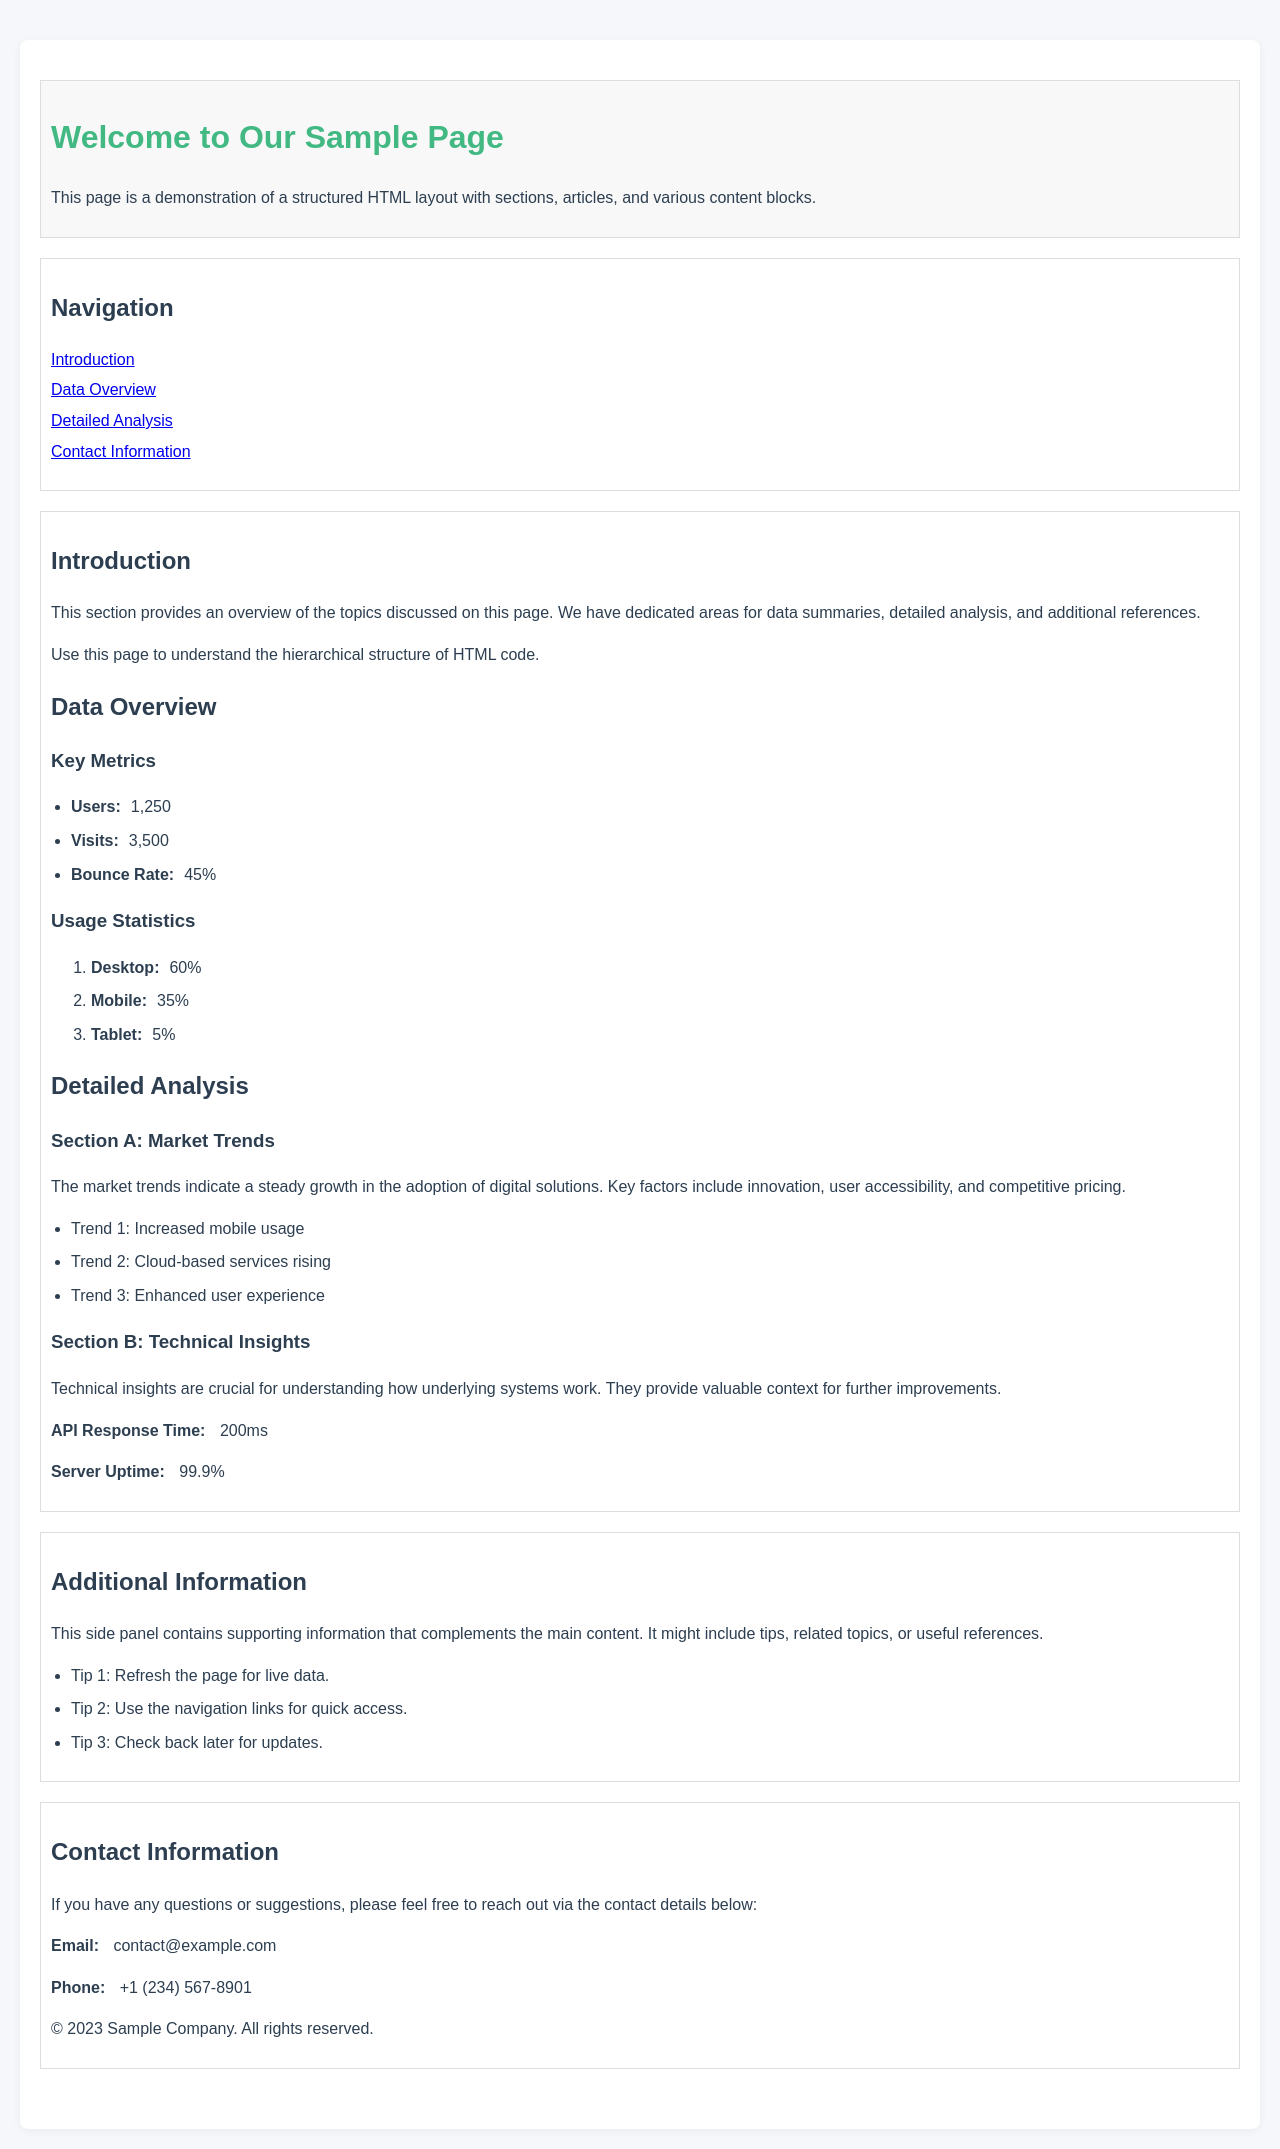 Welcome to Our Sample Page
This page is a demonstration of a structured HTML layout with sections, articles, and various content blocks.
Navigation
Introduction
Data Overview
Detailed Analysis
Contact Information
Introduction
This section provides an overview of the topics discussed on this page. We have dedicated areas for data summaries, detailed analysis, and additional references.
Use this page to understand the hierarchical structure of HTML code.
Data Overview
Key Metrics
• Users: 1,250
• Visits: 3,500
• Bounce Rate: 45%
Usage Statistics
1. Desktop: 60%
2. Mobile: 35%
3. Tablet: 5%
Detailed Analysis
Section A: Market Trends
The market trends indicate a steady growth in the adoption of digital solutions. Key factors include innovation, user accessibility, and competitive pricing.
• Trend 1: Increased mobile usage
• Trend 2: Cloud-based services rising
• Trend 3: Enhanced user experience
Section B: Technical Insights
Technical insights are crucial for understanding how underlying systems work. They provide valuable context for further improvements.
API Response Time: 200ms
Server Uptime: 99.9%
Additional Information
This side panel contains supporting information that complements the main content. It might include tips, related topics, or useful references.
• Tip 1: Refresh the page for live data.
• Tip 2: Use the navigation links for quick access.
• Tip 3: Check back later for updates.
Contact Information
If you have any questions or suggestions, please feel free to reach out via the contact details below:
Email: contact@example.com
Phone: +1 (234) 567-8901
© 2023 Sample Company. All rights reserved.